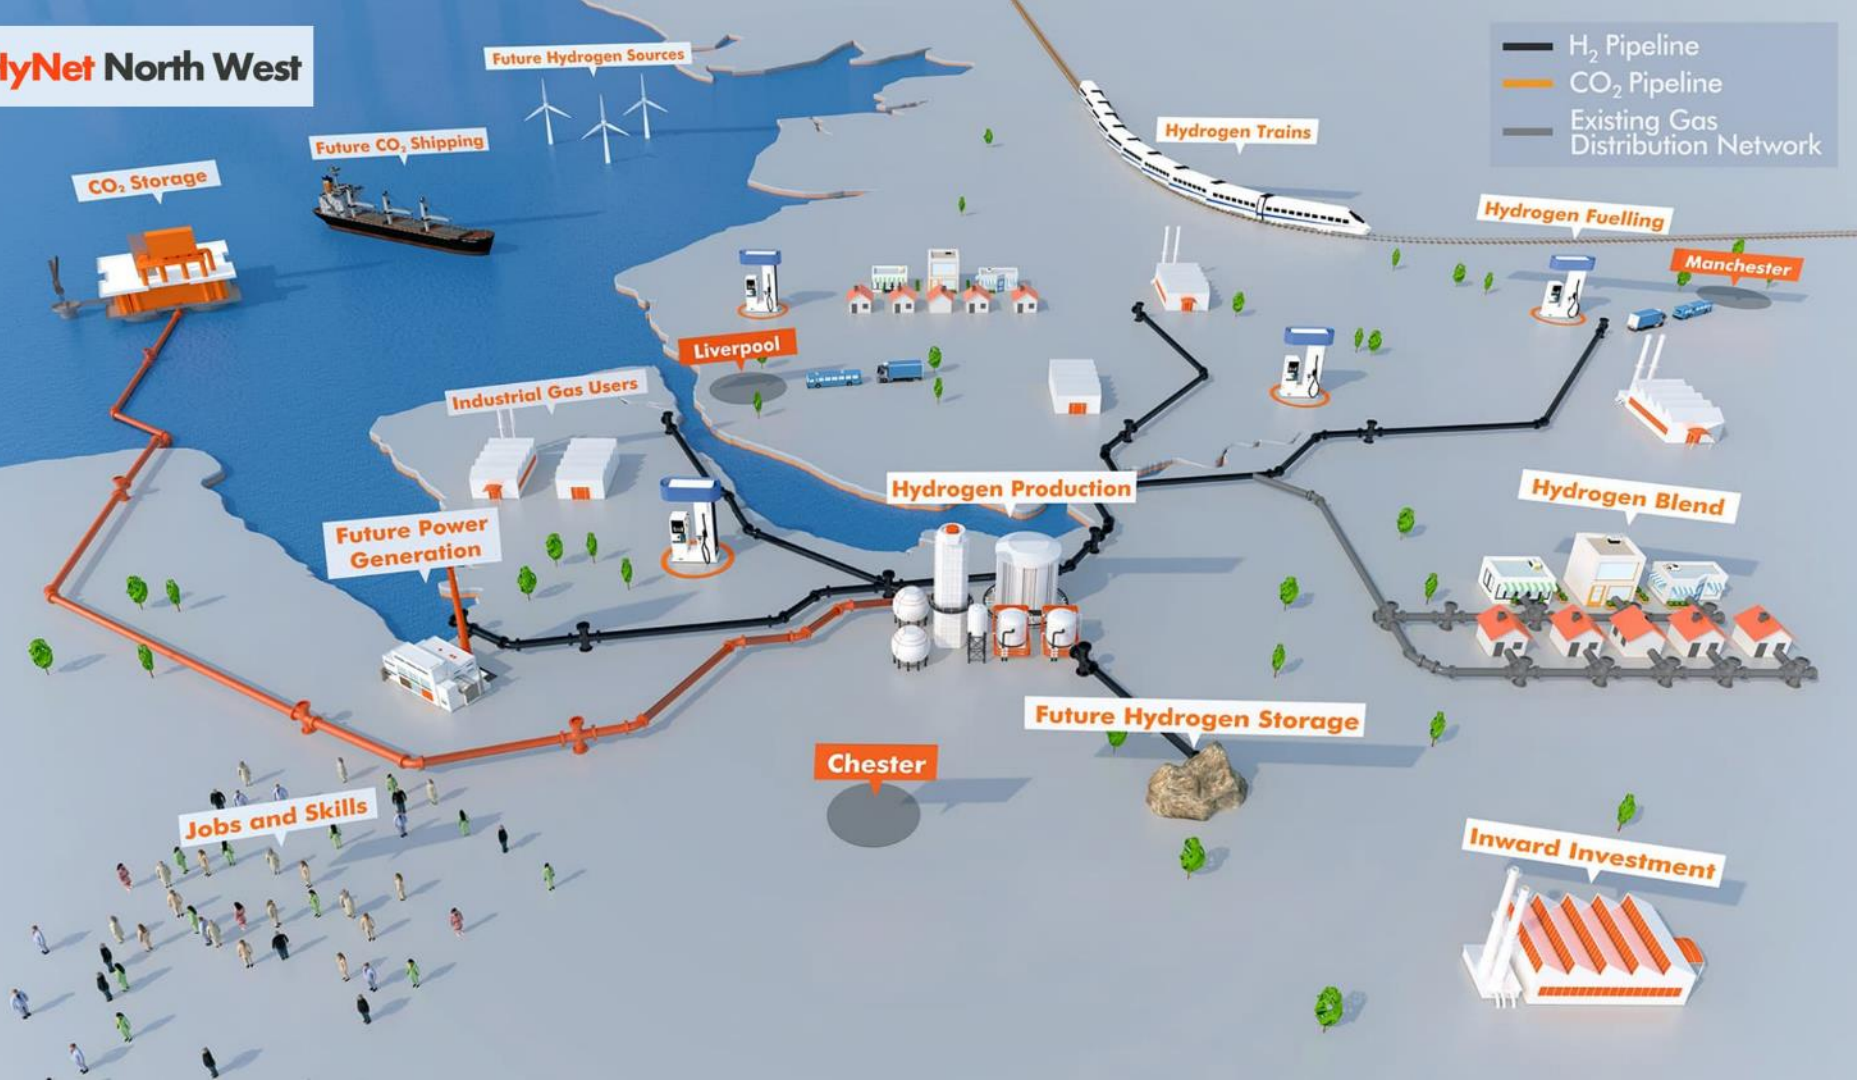 HyNet North West
Future Hydrogen Sources
H₂ Pipeline
CO₂ Pipeline
Existing Gas
Distribution Network
Hydrogen Trains
Future CO₂ Shipping
CO₂ Storage
Hydrogen Fuelling
Manchester
Liverpool
Industrial Gas Users
Hydrogen Production
Hydrogen Blend
Future Power
Generation
Future Hydrogen Storage
Chester
Jobs and Skills
Inward Investment